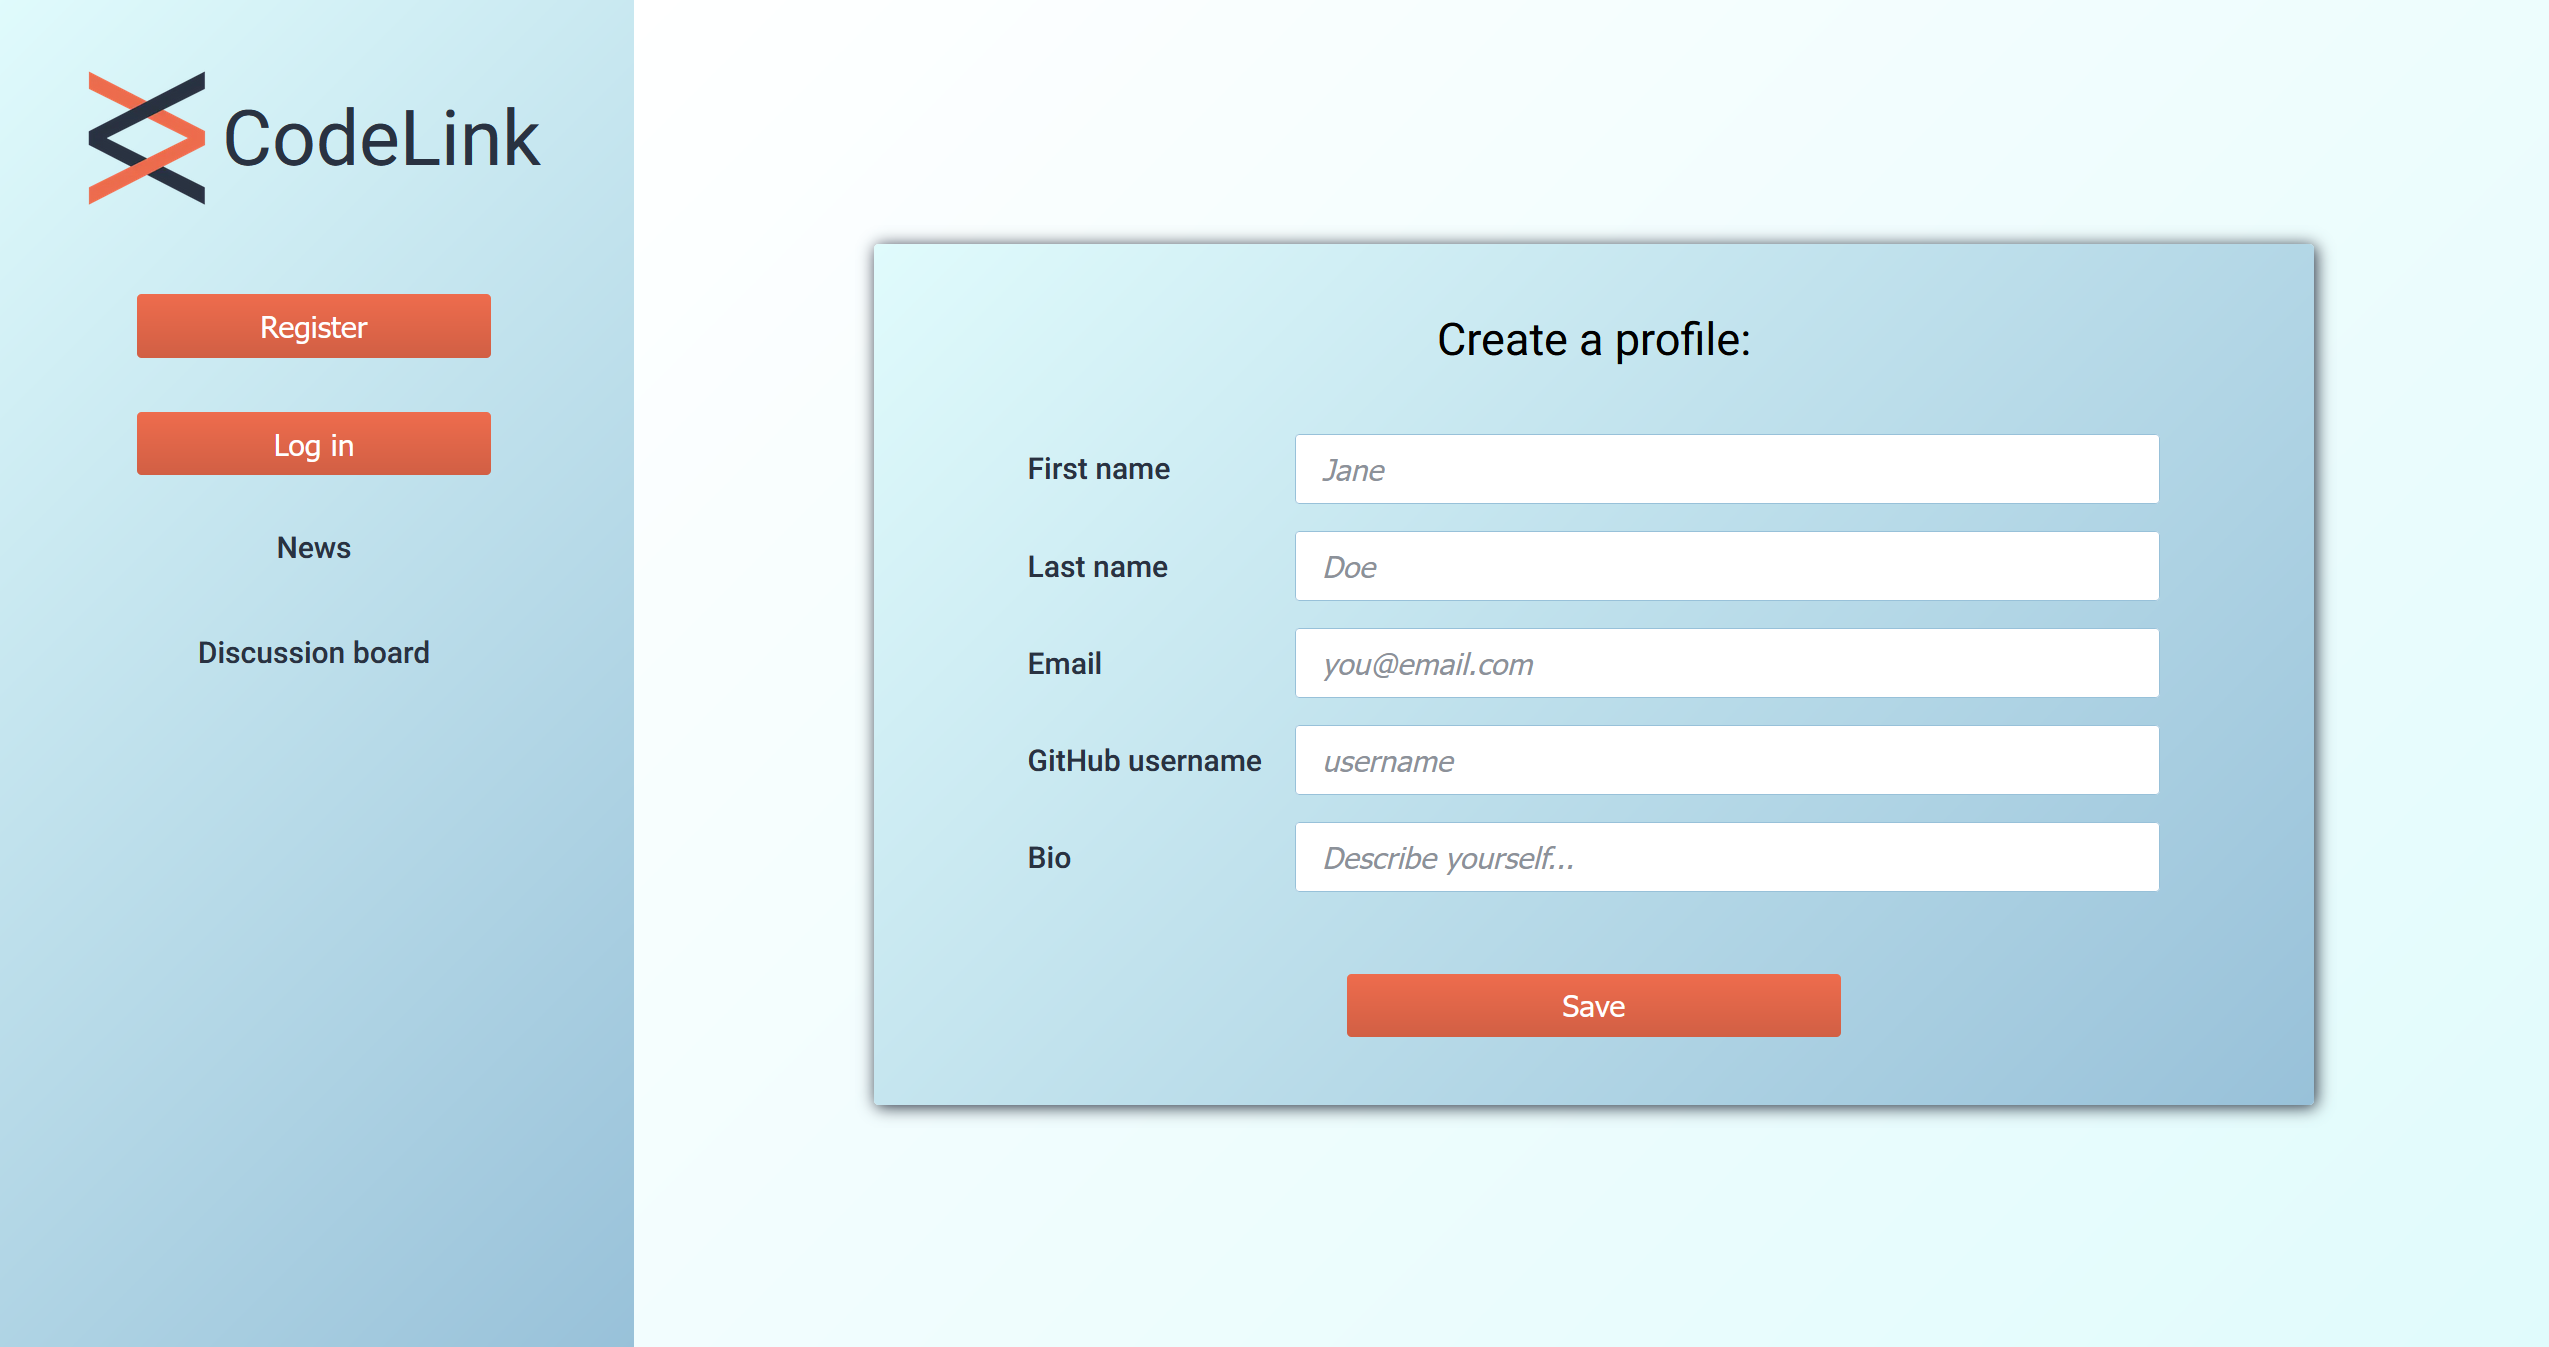 CodeLink
Register
Log in
News
Discussion board
Create a profile:
First name
Jane
Last name
Doe
Email
you@email.com
GitHub username
username
Bio
Describe yourself...
Save